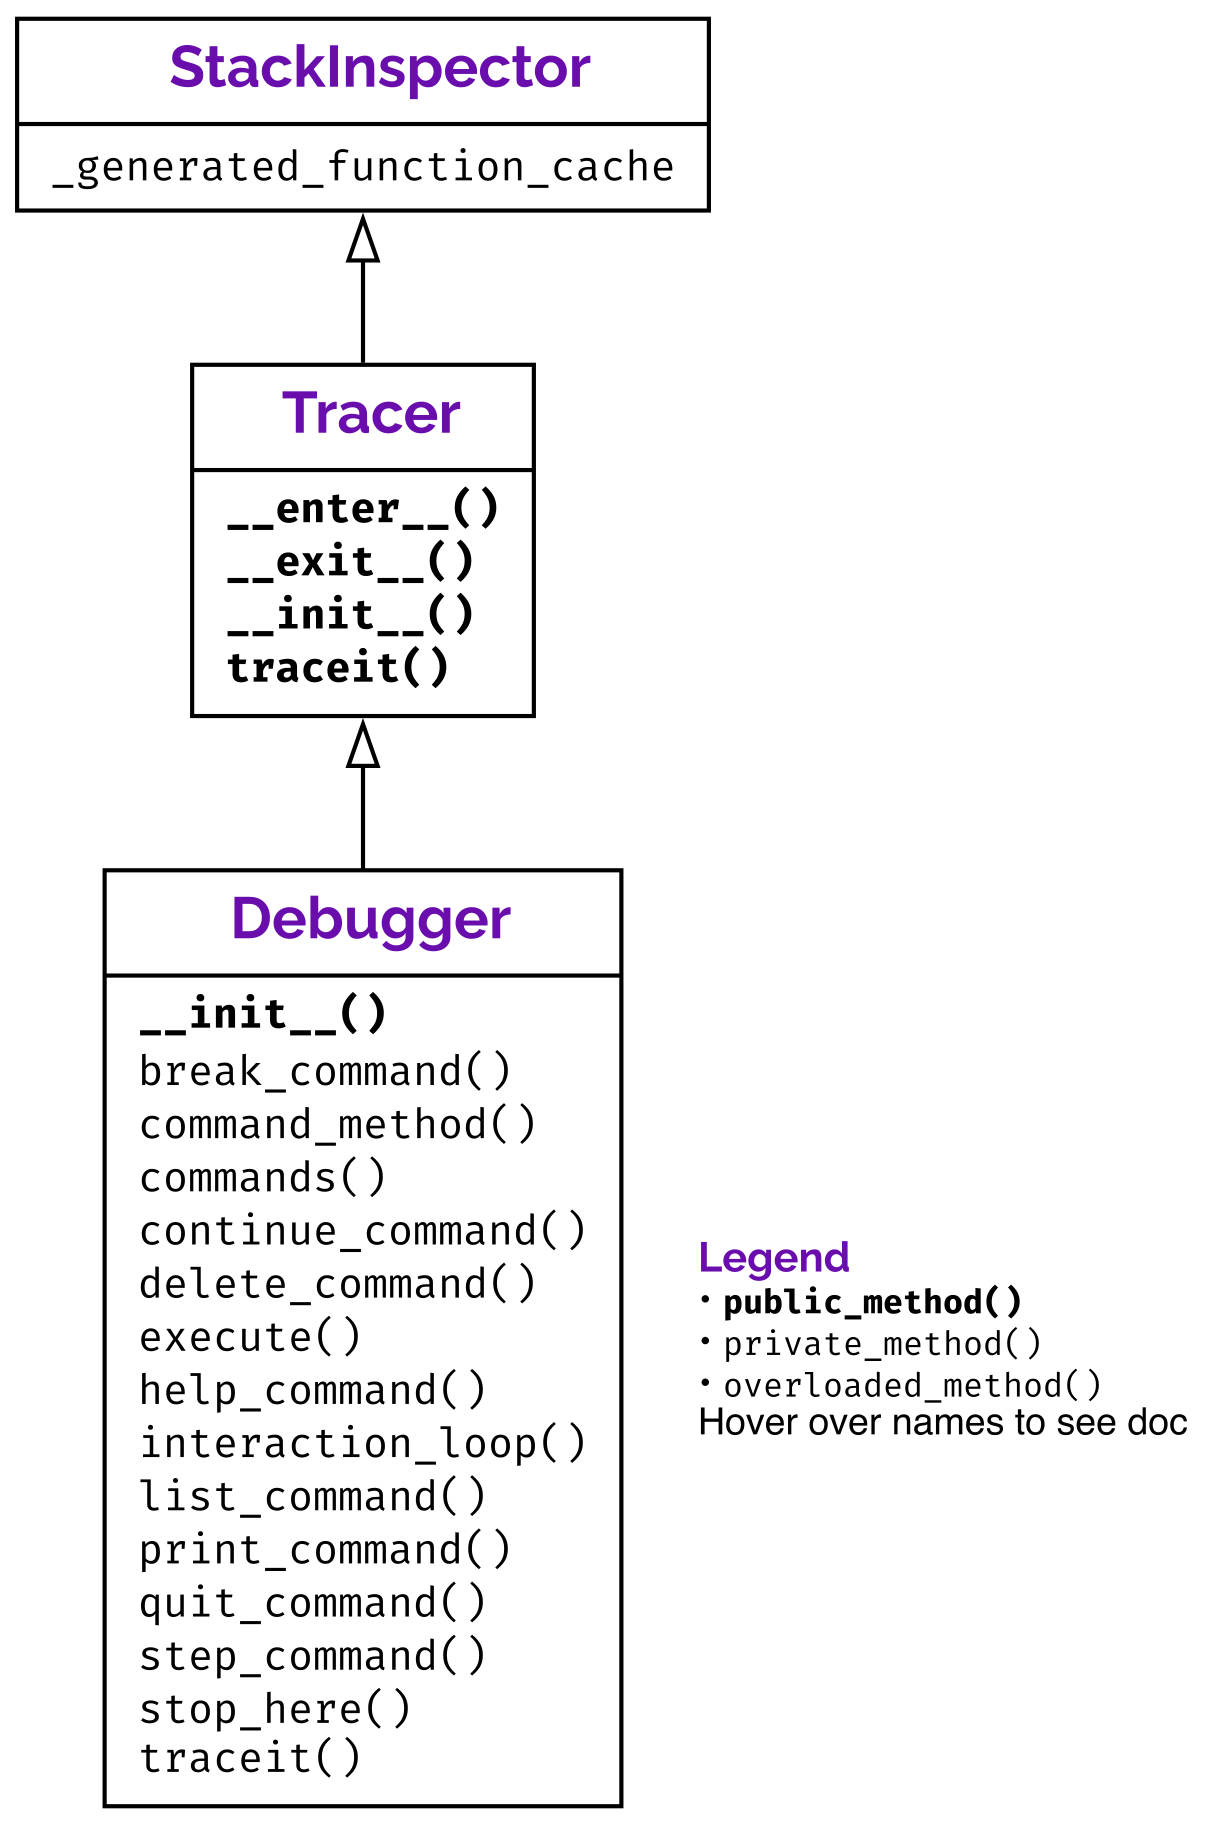 StackInspector
_generated_function_cache
Tracer
__enter__()
__exit__()
__init__()
traceit()
Debugger
__init__()
break_command()
command_method()
commands()
continue_command()
delete_command()
execute()
help_command()
interaction_loop()
list_command()
print_command()
quit_command()
step_command()
stop_here()
traceit()
Legend
• public_method()
• private_method()
• overloaded_method()
Hover over names to see doc